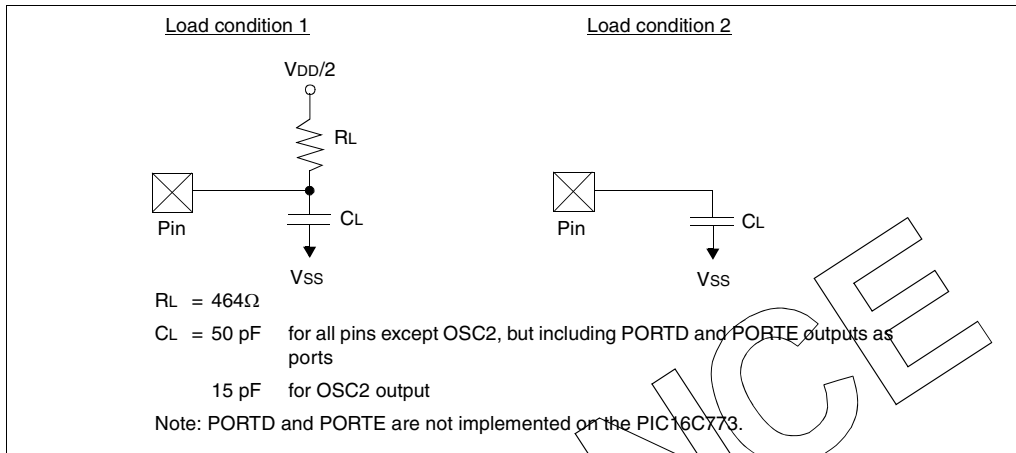 Load condition 1
Load condition 2
VDD/2
RL
Pin
CL
VSS
Pin
CL
VSS
RL = 464Ω
CL = 50 pF for all pins except OSC2, but including PORTD and PORTE outputs as
ports
15 pF for OSC2 output
Note: PORTD and PORTE are not implemented on the PIC16C773.
NCE